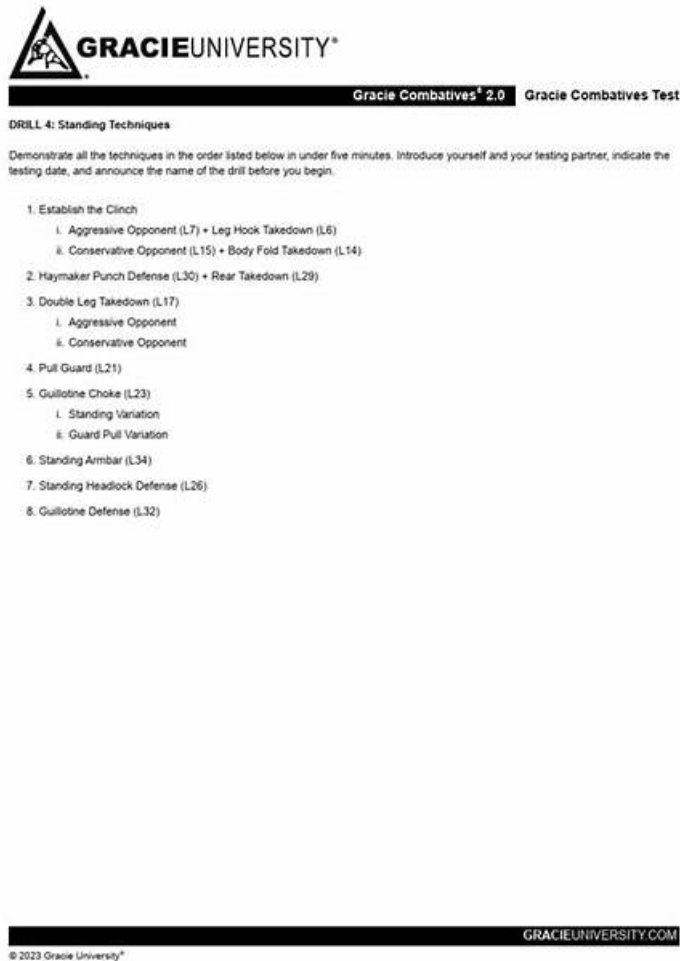 GRACIEUNIVERSITY®
Gracie Combatives® 2.0 Gracie Combatives Test
DRILL 4: Standing Techniques
Demonstrate all the techniques in the order listed below in under five minutes. Introduce yourself and your testing partner, indicate the
testing date, and announce the name of the drill before you begin.
1. Establish the Clinch
i. Aggressive Opponent (L7) + Leg Hook Takedown (L6)
ii. Conservative Opponent (L15) + Body Fold Takedown (L14)
2. Haymaker Punch Defense (L30) + Rear Takedown (L29)
3. Double Leg Takedown (L17)
i. Aggressive Opponent
ii. Conservative Opponent
4. Pull Guard (L21)
5. Guillotine Choke (L23)
i. Standing Variation
ii. Guard Pull Variation
6. Standing Armbar (L34)
7. Standing Headlock Defense (L26)
8. Guillotine Defense (L32)
GRACIEUNIVERSITY.COM
© 2023 Gracie University®